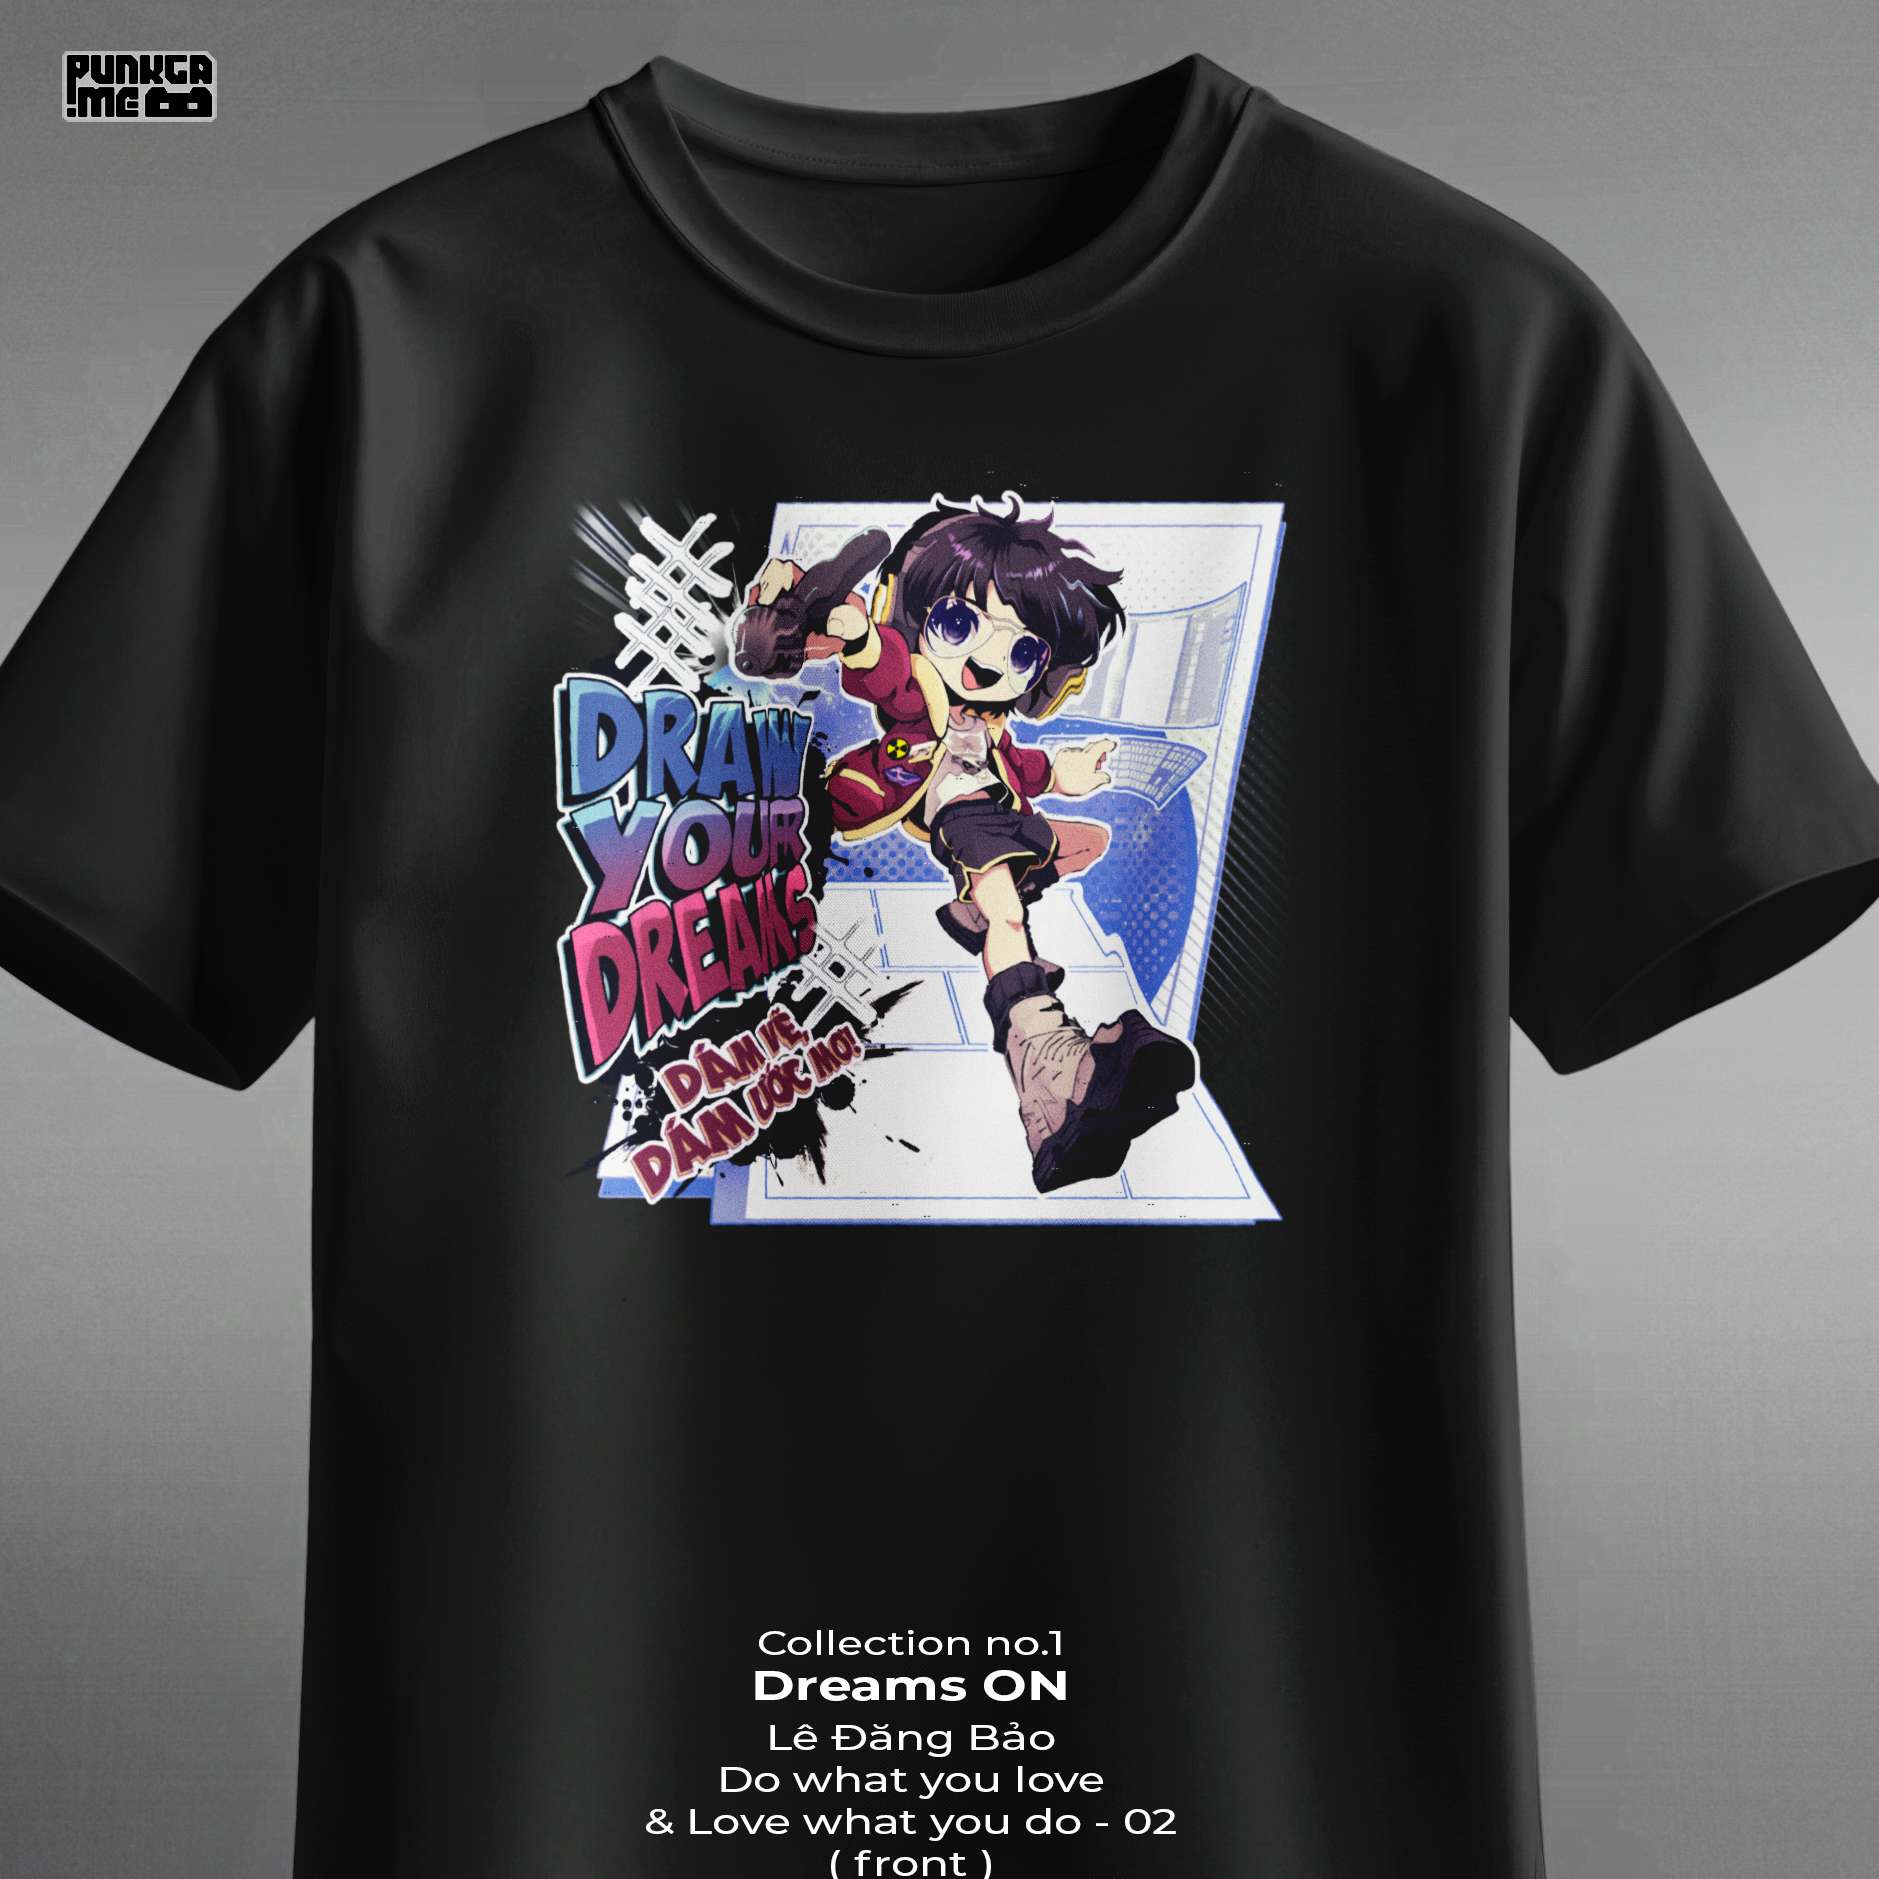 PUNKGA
.ME
DRAW
YOUR
DREAMS
DÁM VẼ,
DÁM ƯỚC MƠ!
Collection no.1
Dreams ON
Lê Đăng Bảo
Do what you love
& Love what you do - 02
( front )